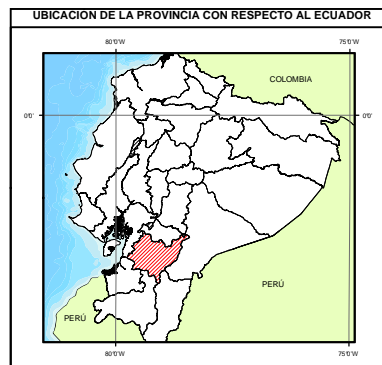 UBICACION DE LA PROVINCIA CON RESPECTO AL ECUADOR
80°0'W 75°0'W
COLOMBIA
0°0' 0°0'
PERÚ
PERÚ
80°0'W 75°0'W